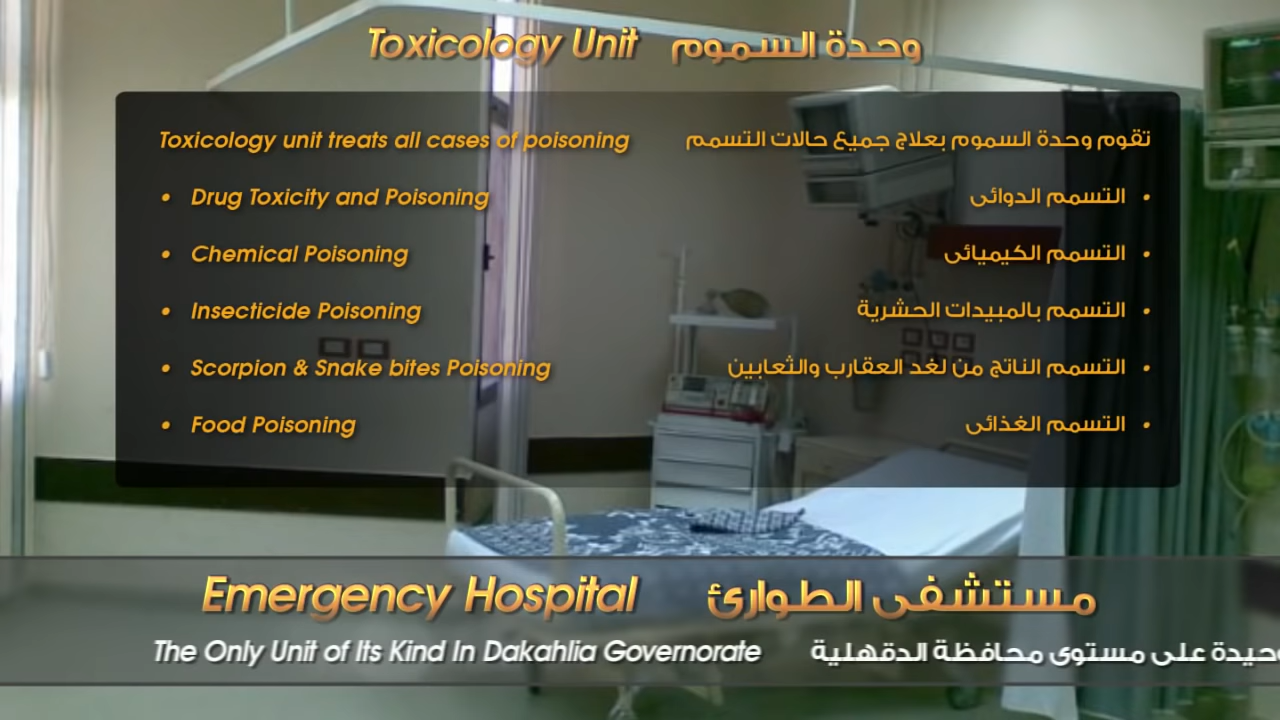 Toxicology Unit وحدة السموم
Toxicology unit treats all cases of poisoning تقوم وحدة السموم بعلاج جميع حالات التسمم
• Drug Toxicity and Poisoning • التسمم الدوائى
• Chemical Poisoning • التسمم الكيميائى
• Insecticide Poisoning • التسمم بالمبيدات الحشرية
• Scorpion & Snake bites Poisoning • التسمم الناتج من لغد العقارب والثعابين
• Food Poisoning • التسمم الغذائى
Emergency Hospital مستشفى الطوارئ
The Only Unit of Its Kind In Dakahlia Governorate وحيدة على مستوى محافظة الدقهلية